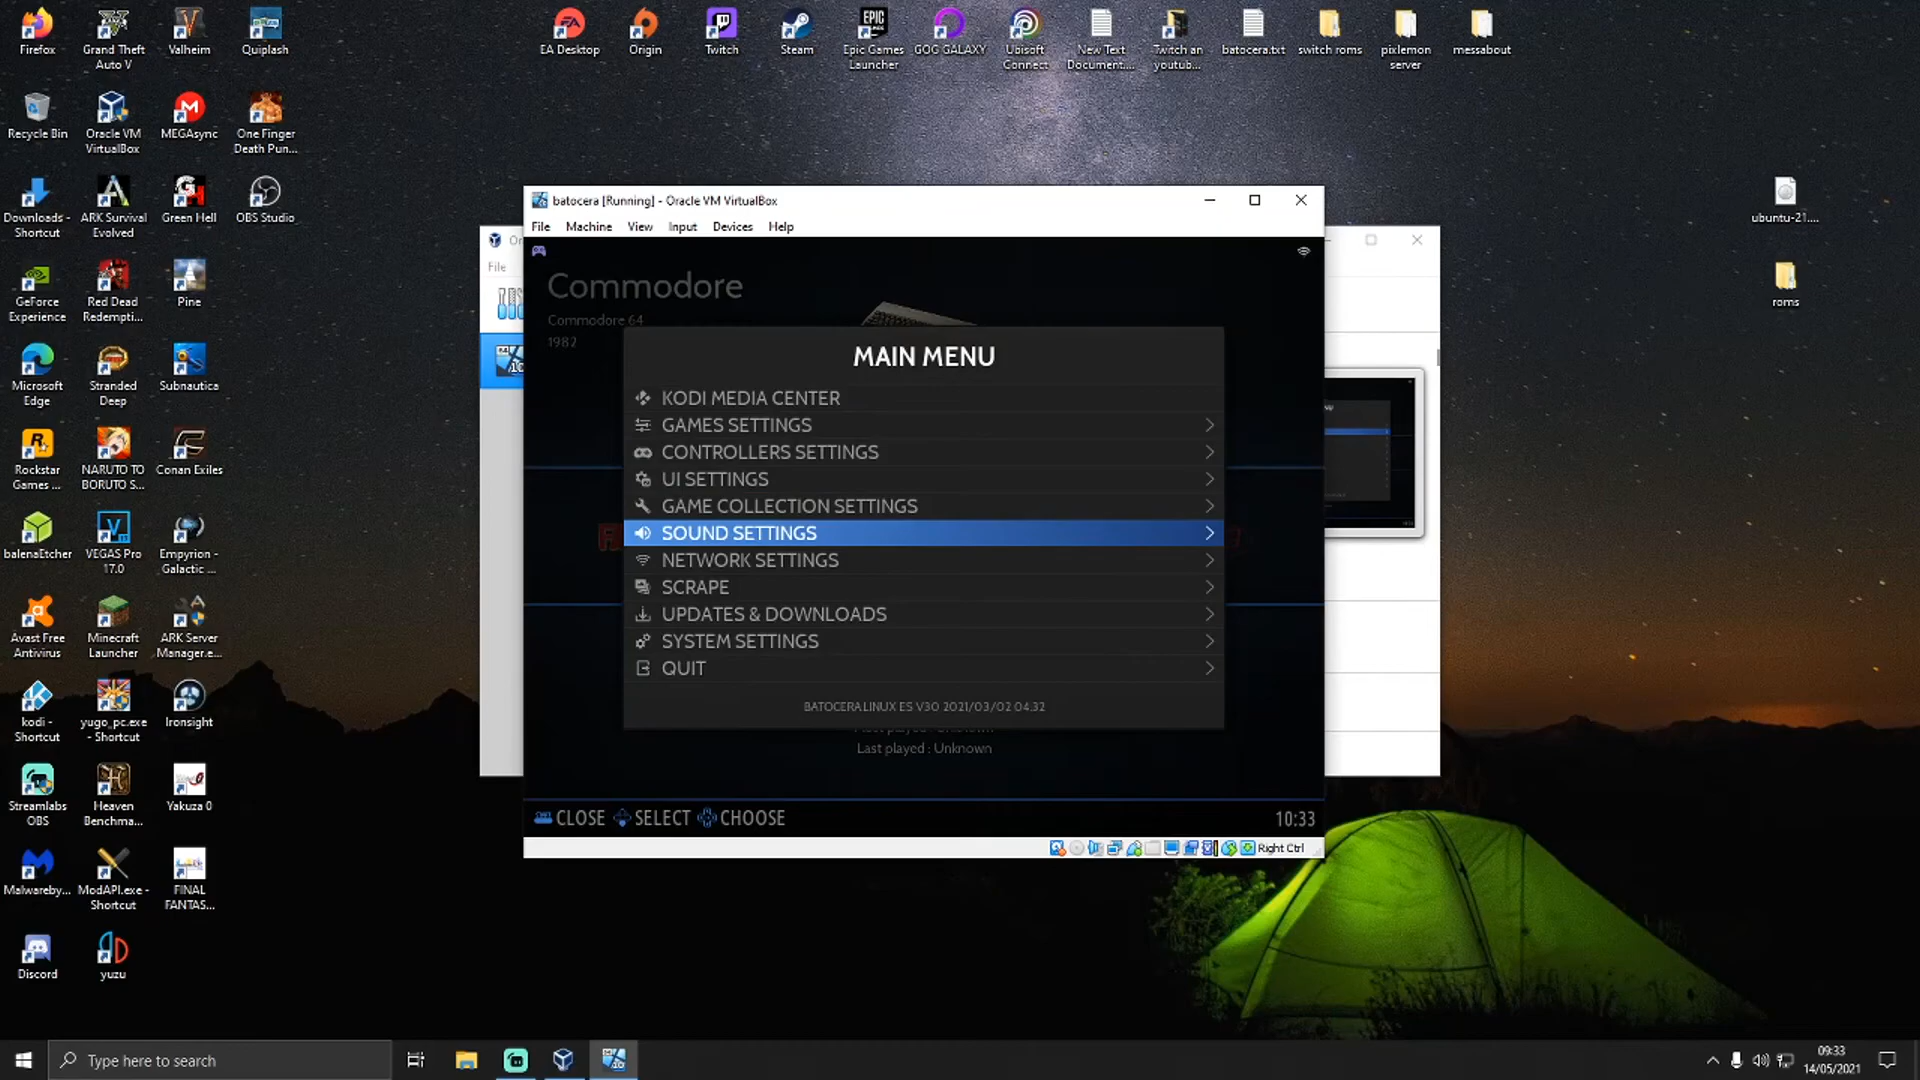 Firefox
Grand Theft
Auto V
Valheim
Quiplash
EA Desktop
Origin
Twitch
Steam
Epic Games
Launcher
GOG GALAXY
Ubisoft
Connect
New Text
Document....
Twitch an
youtub...
batocera.txt
switch roms
pixlemon
server
messabout
Recycle Bin
Oracle VM
VirtualBox
MEGAsync
One Finger
Death Pun...
Downloads -
Shortcut
ARK Survival
Evolved
Green Hell
OBS Studio
ubuntu-21....
GeForce
Experience
Red Dead
Redempti...
Pine
roms
Microsoft
Edge
Stranded
Deep
Subnautica
Rockstar
Games ...
NARUTO TO
BORUTO S...
Conan Exiles
balenaEtcher
VEGAS Pro
17.0
Empyrion -
Galactic ...
Avast Free
Antivirus
Minecraft
Launcher
ARK Server
Manager.e...
kodi -
Shortcut
yugo_pc.exe
- Shortcut
Ironsight
Streamlabs
OBS
Heaven
Benchma...
Yakuza 0
Malwareby...
ModAPI.exe -
Shortcut
FINAL
FANTAS...
Discord
yuzu
File
batocera [Running] - Oracle VM VirtualBox
File Machine View Input Devices Help
Commodore
Commodore 64
1982
MAIN MENU
KODI MEDIA CENTER
GAMES SETTINGS
CONTROLLERS SETTINGS
UI SETTINGS
GAME COLLECTION SETTINGS
SOUND SETTINGS
NETWORK SETTINGS
SCRAPE
UPDATES & DOWNLOADS
SYSTEM SETTINGS
QUIT
BATOCERA.LINUX ES V30 2021/03/02 04:32
Last played : Unknown
CLOSE SELECT CHOOSE
10:33
Right Ctrl
Type here to search
09:33
14/05/2021